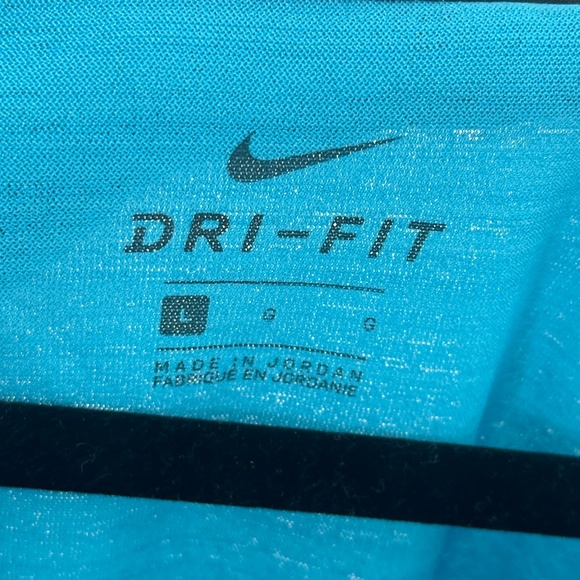 DRI-FIT
L G G
MADE IN JORDAN
FABRIQUÉ EN JORDANIE